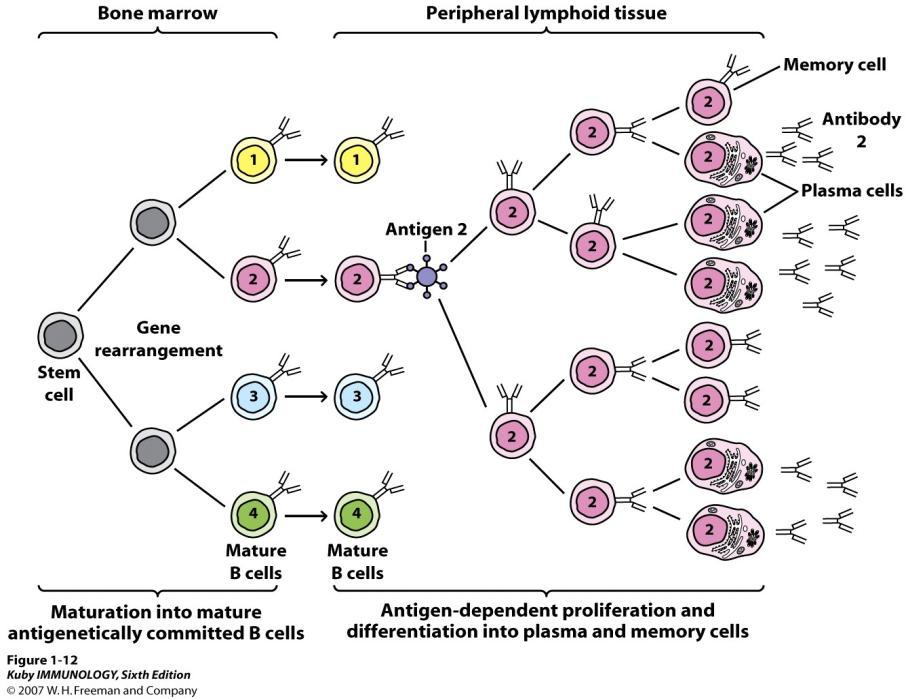 Bone marrow
Peripheral lymphoid tissue
Memory cell
2
2
Antibody
2
1
1
2
Plasma cells
2
2
2
Antigen 2
2
2
2
Gene
rearrangement
Stem
cell
2
2
3
3
2
2
2
4
4
2
2
Mature
B cells
Mature
B cells
Maturation into mature
antigenetically committed B cells
Antigen-dependent proliferation and
differentiation into plasma and memory cells
Figure 1-12
Kuby IMMUNOLOGY, Sixth Edition
© 2007 W. H. Freeman and Company